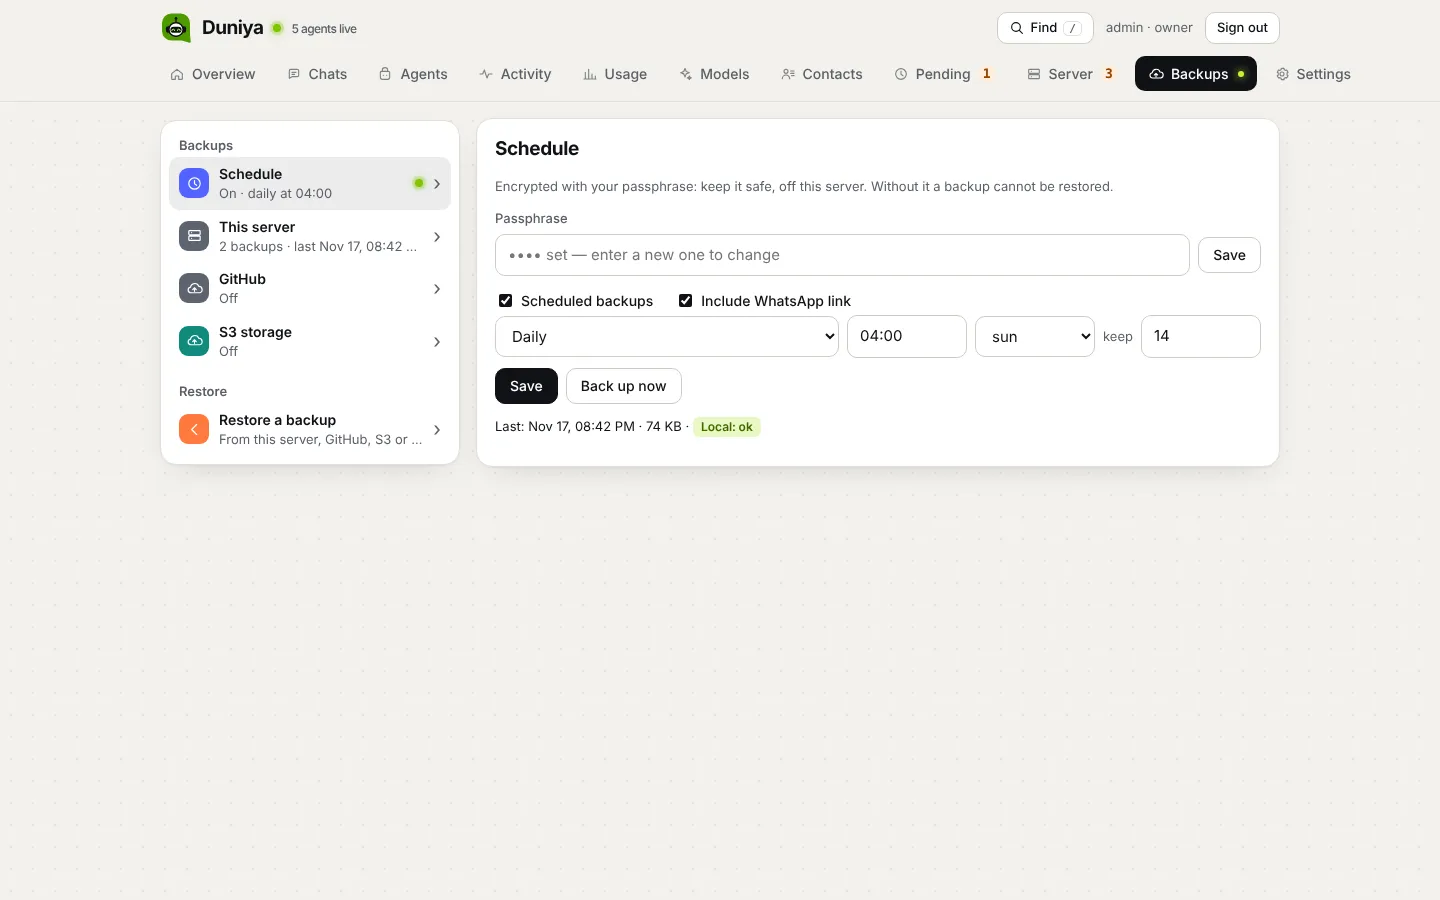 Duniya 5 agents live Find / admin · owner Sign out
Overview Chats Agents Activity Usage Models Contacts Pending 1 Server 3 Backups Settings
Backups
Schedule
On · daily at 04:00
This server
2 backups · last Nov 17, 08:42 ...
GitHub
Off
S3 storage
Off
Restore
Restore a backup
From this server, GitHub, S3 or ...
Schedule
Encrypted with your passphrase: keep it safe, off this server. Without it a backup cannot be restored.
Passphrase
•••• set — enter a new one to change Save
Scheduled backups Include WhatsApp link
Daily 04:00 sun keep 14
Save Back up now
Last: Nov 17, 08:42 PM · 74 KB · Local: ok